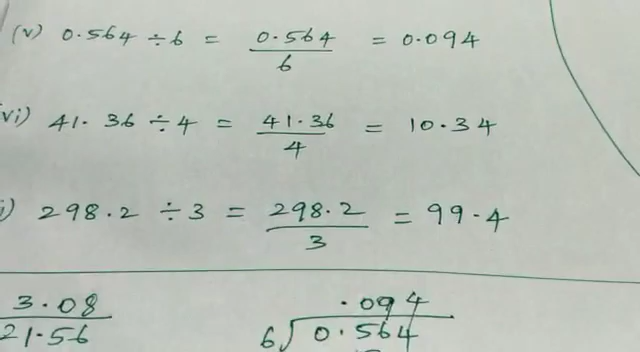 (v) 0.564 ÷ 6 = 0.564/6 = 0.094
vi) 41.36 ÷ 4 = 41.36/4 = 10.34
i) 298.2 ÷ 3 = 298.2/3 = 99.4
3.08 .094
21.56 6 0.564